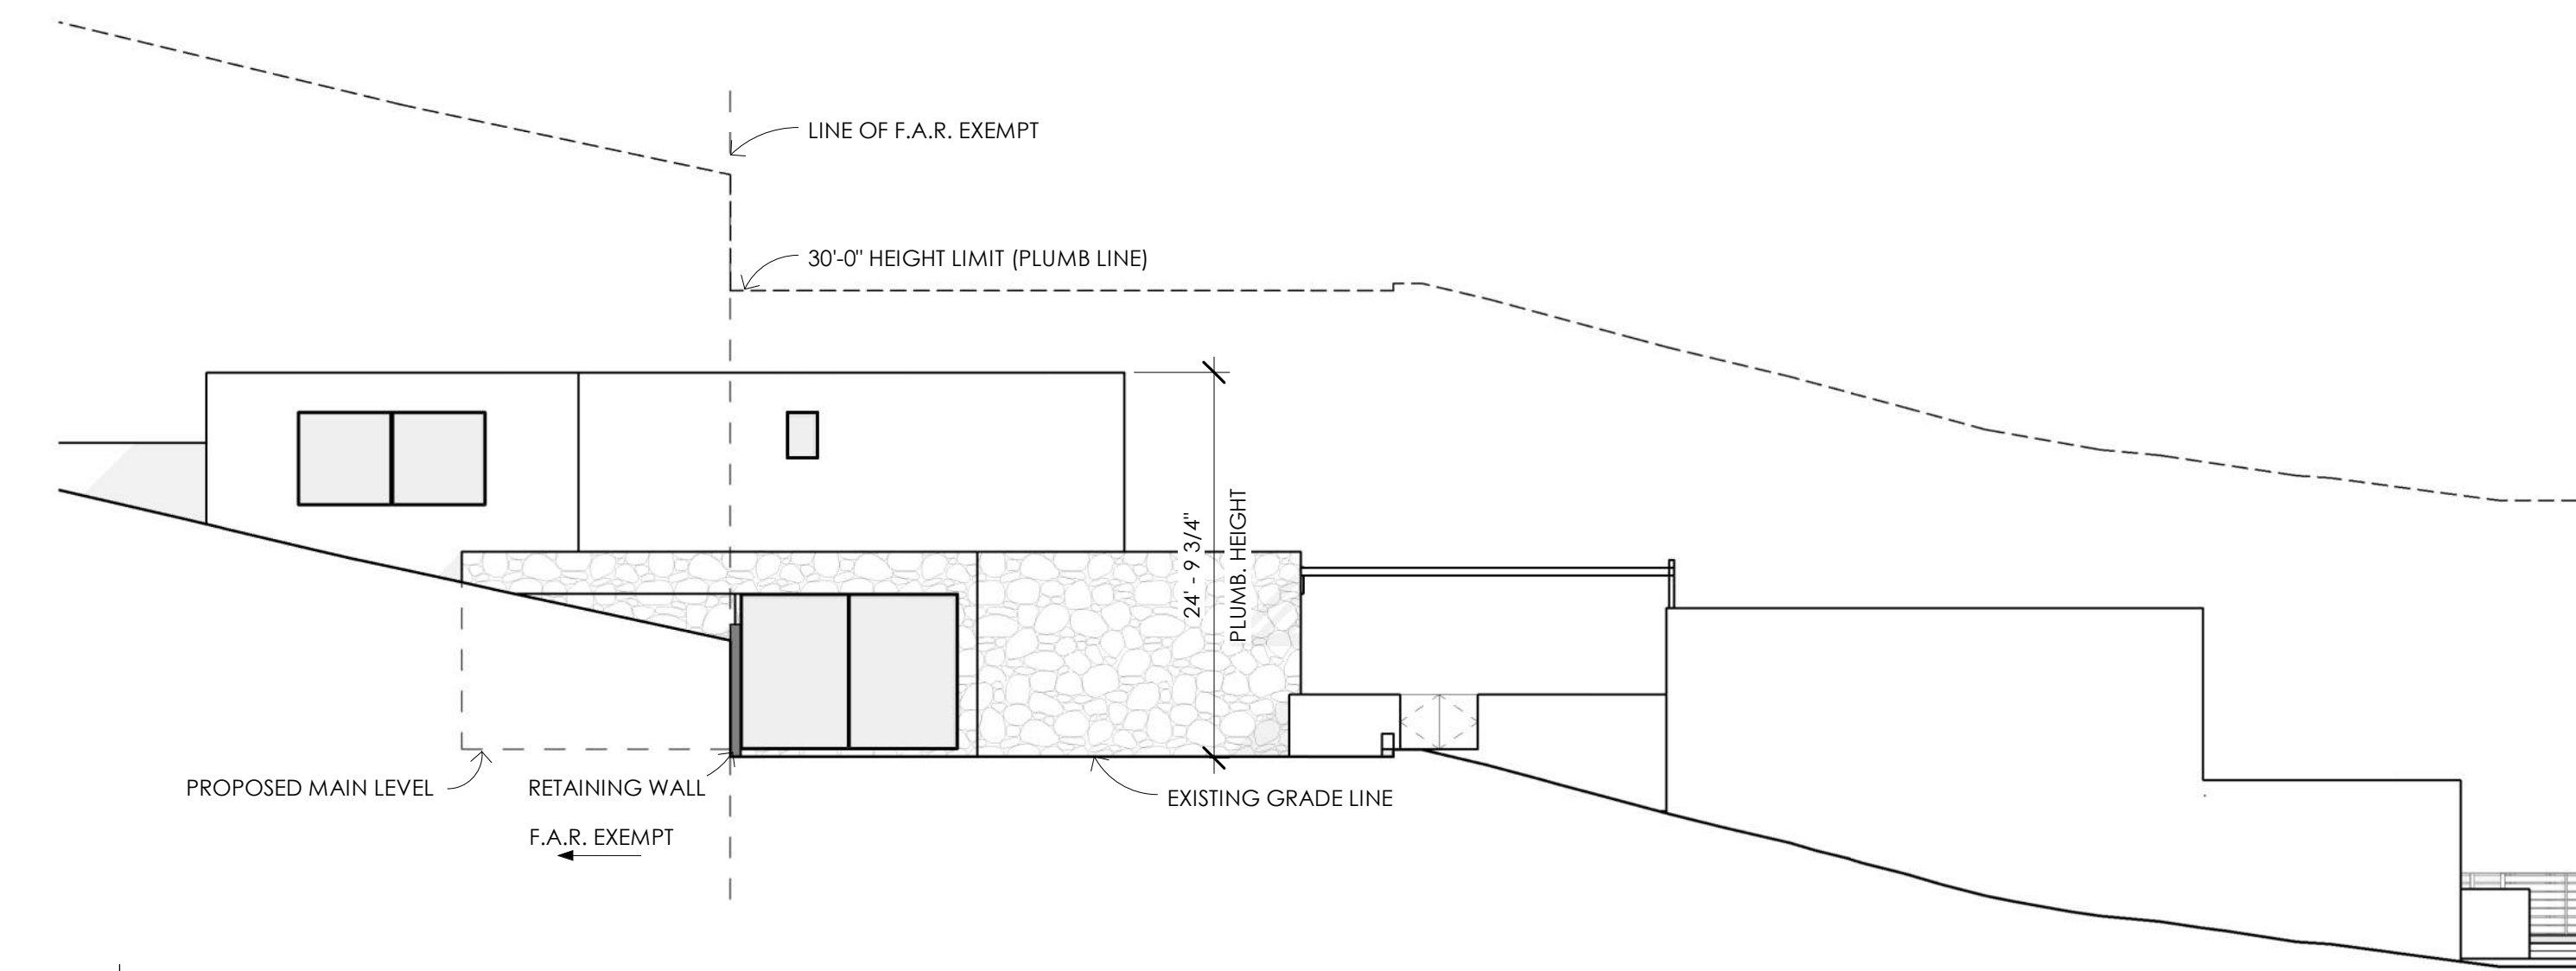 LINE OF F.A.R. EXEMPT
30'-0" HEIGHT LIMIT (PLUMB LINE)
24' - 9 3/4"
PLUMB. HEIGHT
PROPOSED MAIN LEVEL
RETAINING WALL
EXISTING GRADE LINE
F.A.R. EXEMPT